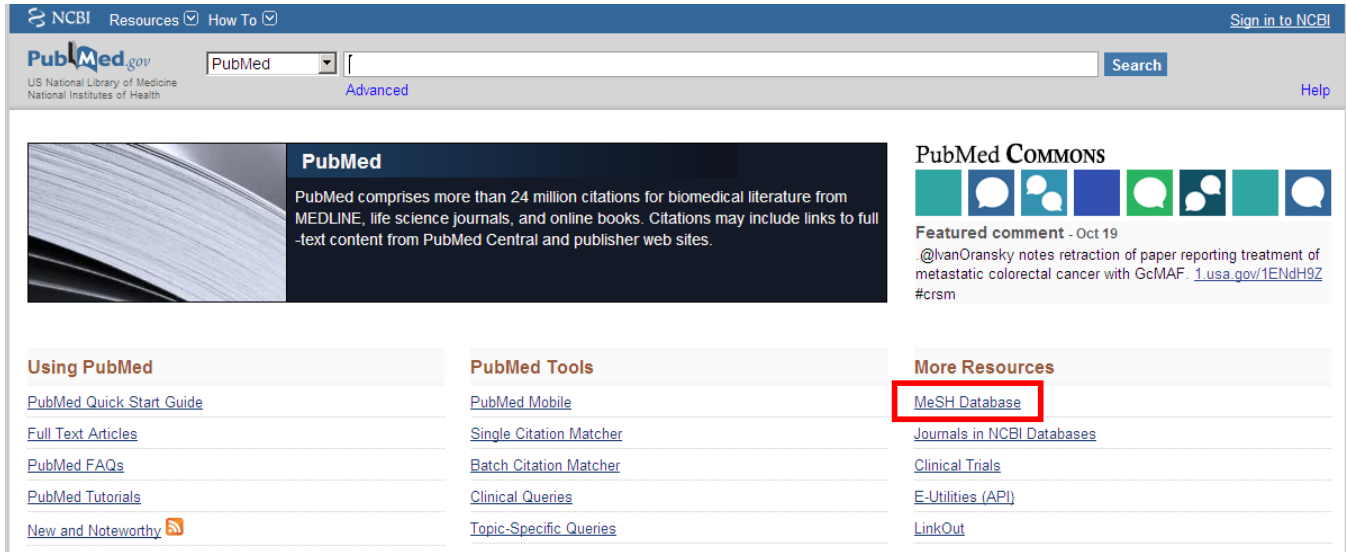 NCBI Resources How To Sign in to NCBI
PubMed.gov
US National Library of Medicine
National Institutes of Health
PubMed
Search
Advanced
Help
PubMed
PubMed comprises more than 24 million citations for biomedical literature from
MEDLINE, life science journals, and online books. Citations may include links to full
-text content from PubMed Central and publisher web sites.
PubMed COMMONS
Featured comment - Oct 19
.@IvanOransky notes retraction of paper reporting treatment of
metastatic colorectal cancer with GcMAF. 1.usa.gov/1ENdH9Z
#crsm
Using PubMed
PubMed Quick Start Guide
Full Text Articles
PubMed FAQs
PubMed Tutorials
New and Noteworthy
PubMed Tools
PubMed Mobile
Single Citation Matcher
Batch Citation Matcher
Clinical Queries
Topic-Specific Queries
More Resources
MeSH Database
Journals in NCBI Databases
Clinical Trials
E-Utilities (API)
LinkOut